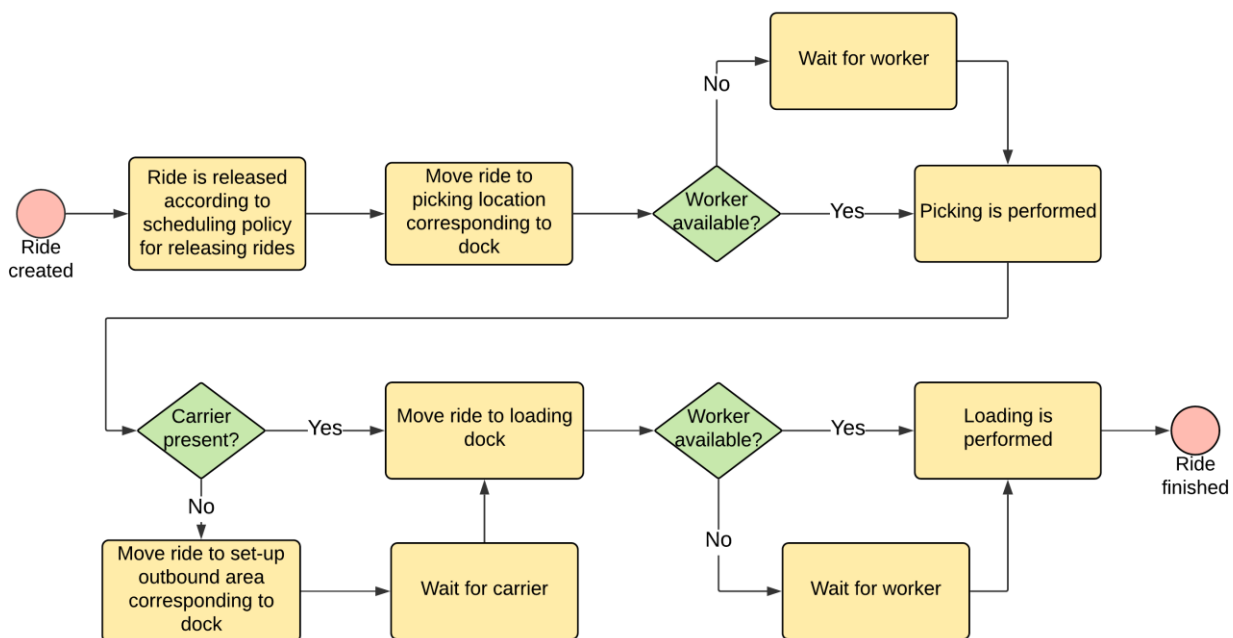 Wait for worker
No
Ride is released
according to
scheduling policy
for releasing rides
Move ride to
picking location
corresponding to
dock
Worker
available?
Yes
Picking is performed
Ride
created
Carrier
present?
Yes
Move ride to loading
dock
Worker
available?
Yes
Loading is
performed
Ride
finished
No
Move ride to set-up
outbound area
corresponding to
dock
Wait for carrier
No
Wait for worker